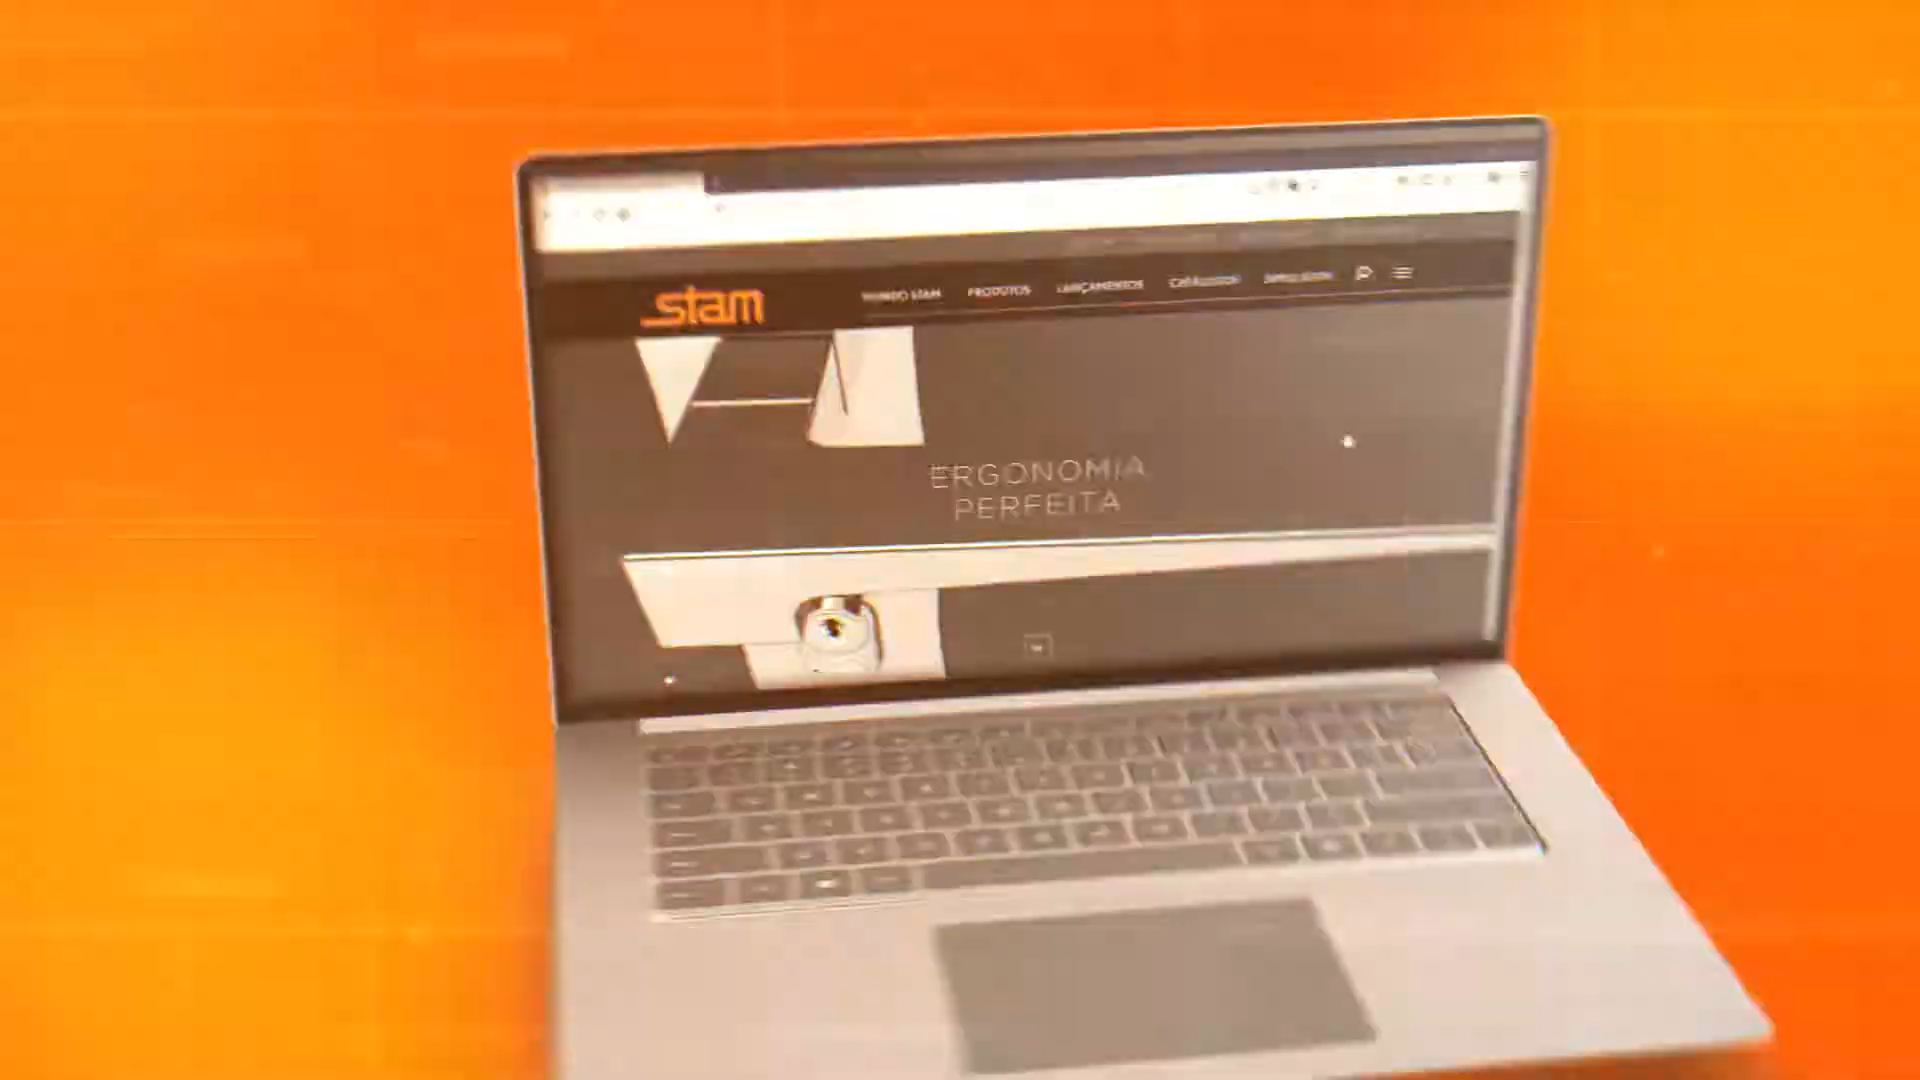 stam
MUNDO STAM PRODUTOS LANÇAMENTOS CATÁLOGOS
ERGONOMIA
PERFEITA